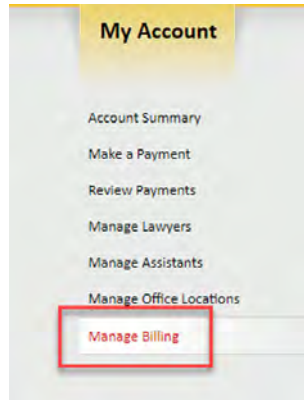 My Account
Account Summary
Make a Payment
Review Payments
Manage Lawyers
Manage Assistants
Manage Office Locations
Manage Billing